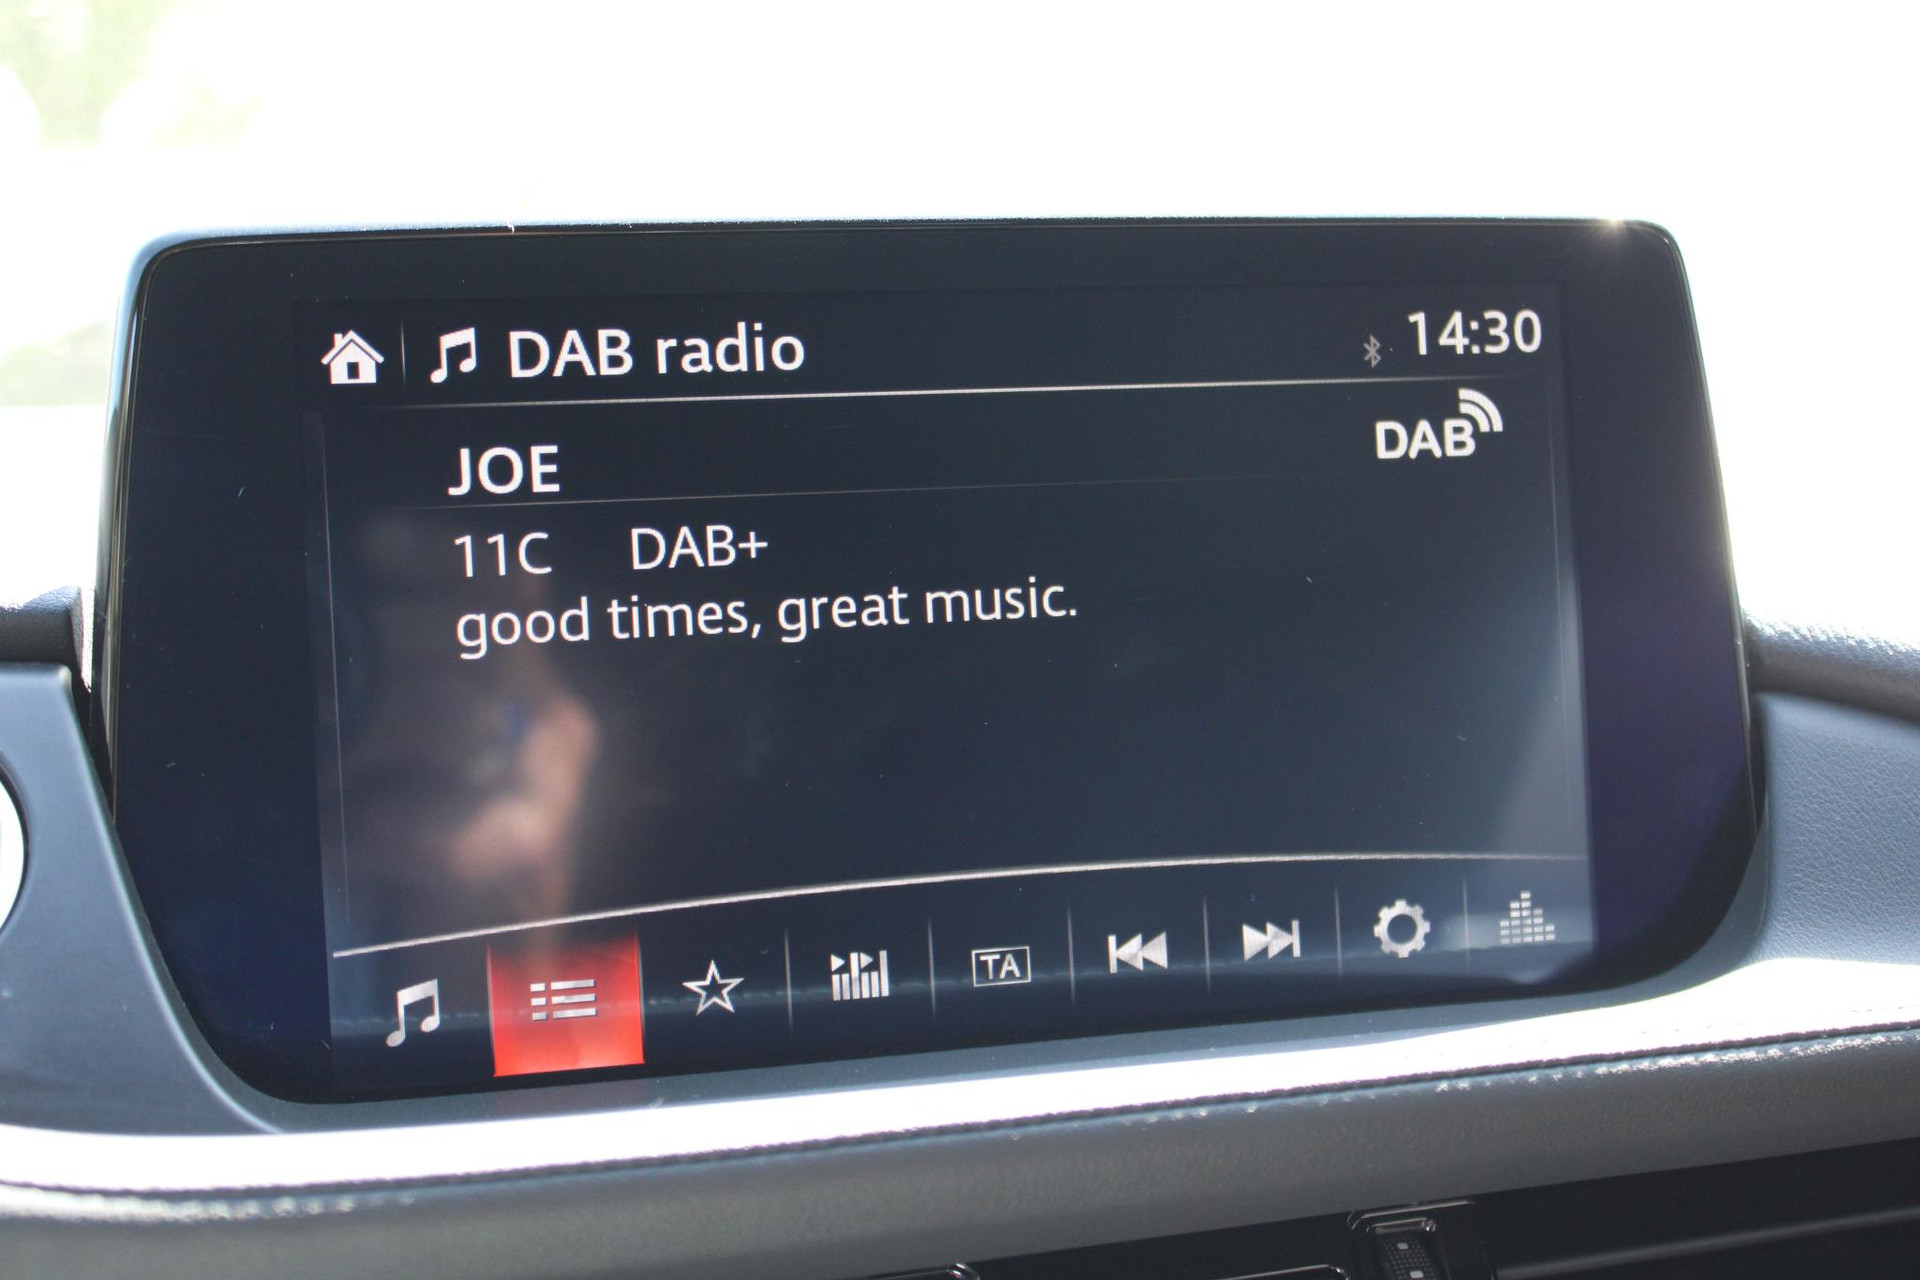 DAB radio
14:30
JOE
DAB
11C DAB+
good times, great music.
TA